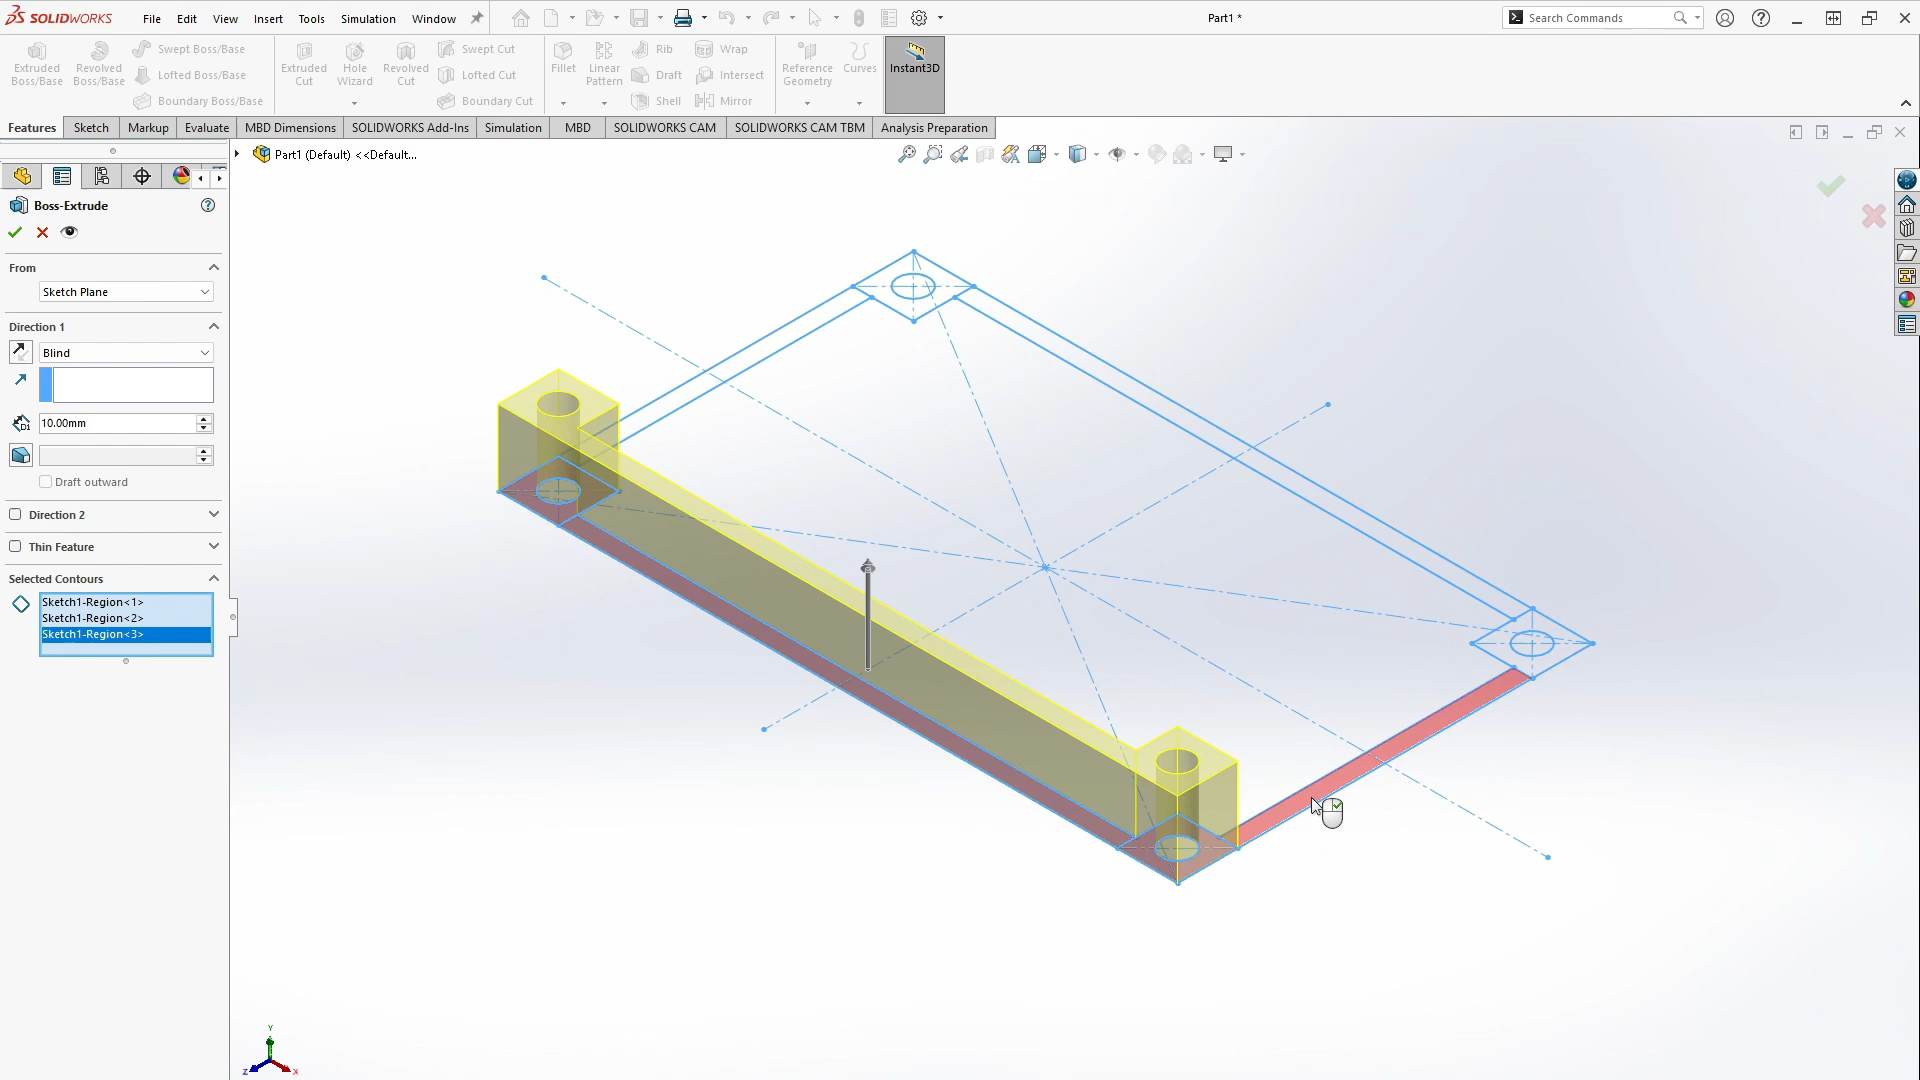 SOLIDWORKS File Edit View Insert Tools Simulation Window Part1 * Search Commands
Extruded Boss/Base
Revolved Boss/Base
Swept Boss/Base
Lofted Boss/Base
Boundary Boss/Base
Extruded Cut
Hole Wizard
Revolved Cut
Swept Cut
Lofted Cut
Boundary Cut
Fillet
Linear Pattern
Rib
Draft
Shell
Wrap
Intersect
Mirror
Reference Geometry
Curves
Instant3D
Features Sketch Markup Evaluate MBD Dimensions SOLIDWORKS Add-Ins Simulation MBD SOLIDWORKS CAM SOLIDWORKS CAM TBM Analysis Preparation
Part1 (Default) <<Default...
Boss-Extrude
From
Sketch Plane
Direction 1
Blind
D1
10.00mm
Draft outward
Direction 2
Thin Feature
Selected Contours
Sketch1-Region<1>
Sketch1-Region<2>
Sketch1-Region<3>
Y
Z X